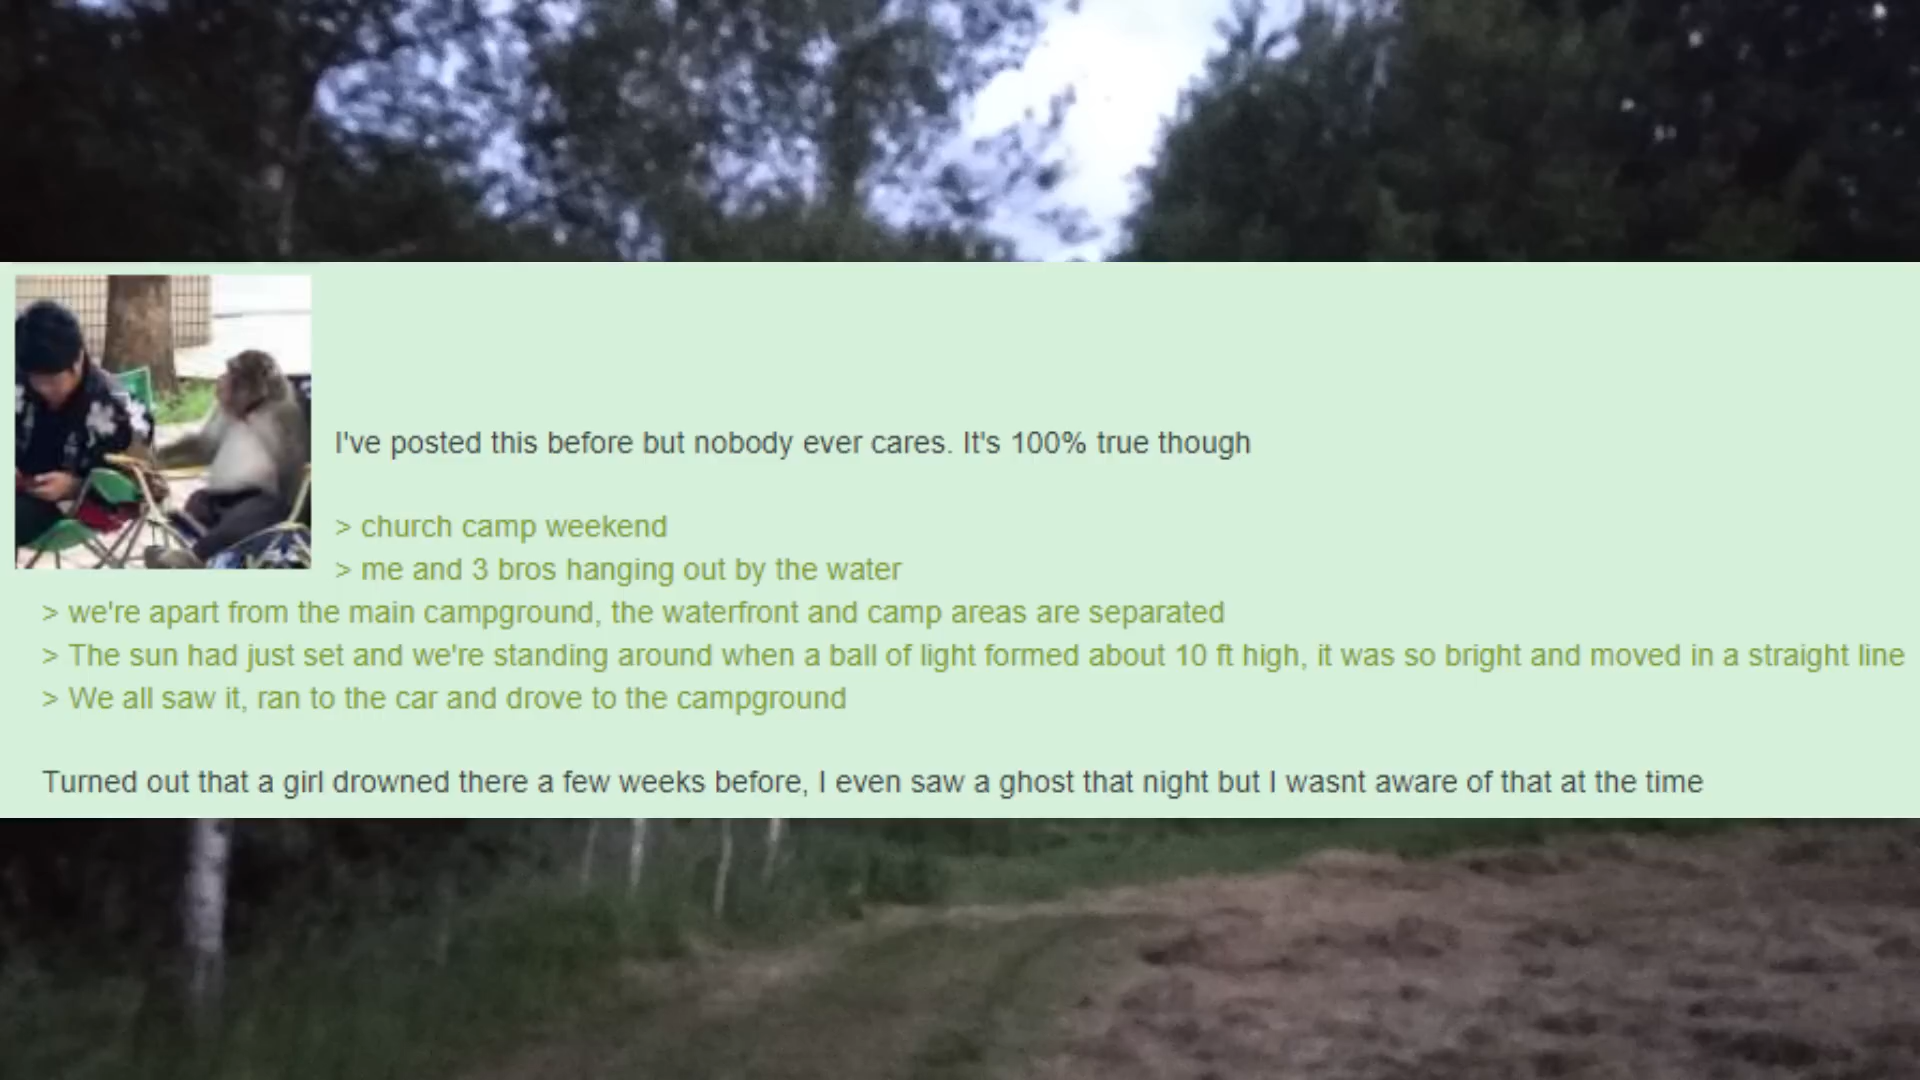 I've posted this before but nobody ever cares. It's 100% true though
> church camp weekend
> me and 3 bros hanging out by the water
> we're apart from the main campground, the waterfront and camp areas are separated
> The sun had just set and we're standing around when a ball of light formed about 10 ft high, it was so bright and moved in a straight line
> We all saw it, ran to the car and drove to the campground
Turned out that a girl drowned there a few weeks before, I even saw a ghost that night but I wasnt aware of that at the time